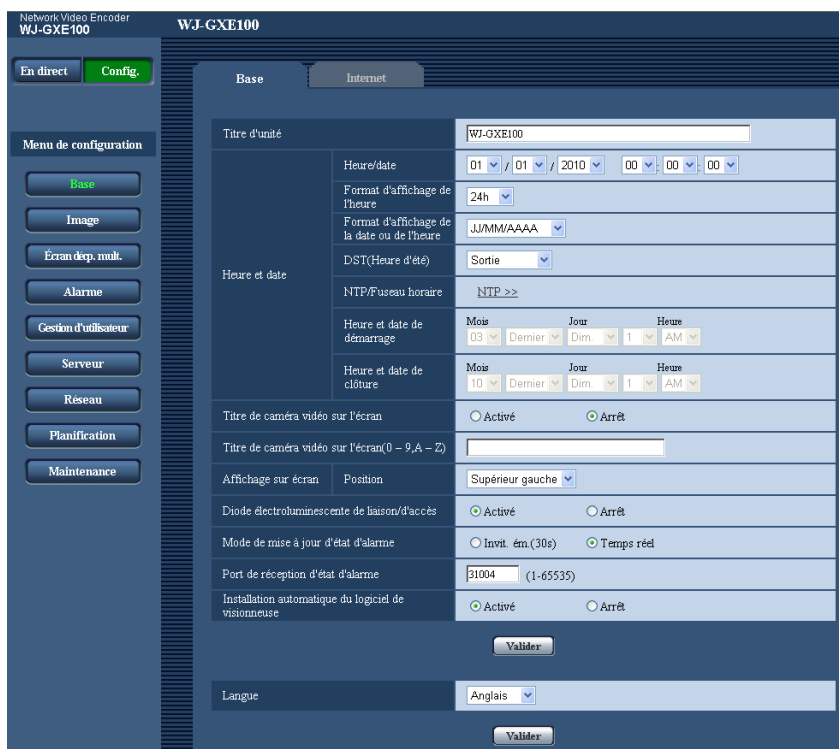 Network Video Encoder
WJ-GXE100
WJ-GXE100
En direct
Config.
Base
Internet
Menu de configuration
Base
Image
Écran déçp. mult.
Alarme
Gestion d'utilisateur
Serveur
Réseau
Planification
Maintenance
Titre d'unité
WJ-GXE100
Heure et date
Heure/date
01 / 01 / 2010 00 : 00 : 00
Format d'affichage de
l'heure
24h
Format d'affichage de
la date ou de l'heure
JJ/MM/AAAA
DST(Heure d'été)
Sortie
NTP/Fuseau horaire
NTP >>
Heure et date de
démarrage
Mois Jour Heure
03 Dernier Dim. 1 AM
Heure et date de
clôture
Mois Jour Heure
10 Dernier Dim. 1 AM
Titre de caméra vidéo sur l'écran
Activé Arrêt
Titre de caméra vidéo sur l'écran(0 – 9,A – Z)
Affichage sur écran
Position
Supérieur gauche
Diode électroluminescente de liaison/d'accès
Activé Arrêt
Mode de mise à jour d'état d'alarme
Invit. ém.(30s) Temps réel
Port de réception d'état d'alarme
31004 (1-65535)
Installation automatique du logiciel de
visionneuse
Activé Arrêt
Valider
Langue
Anglais
Valider